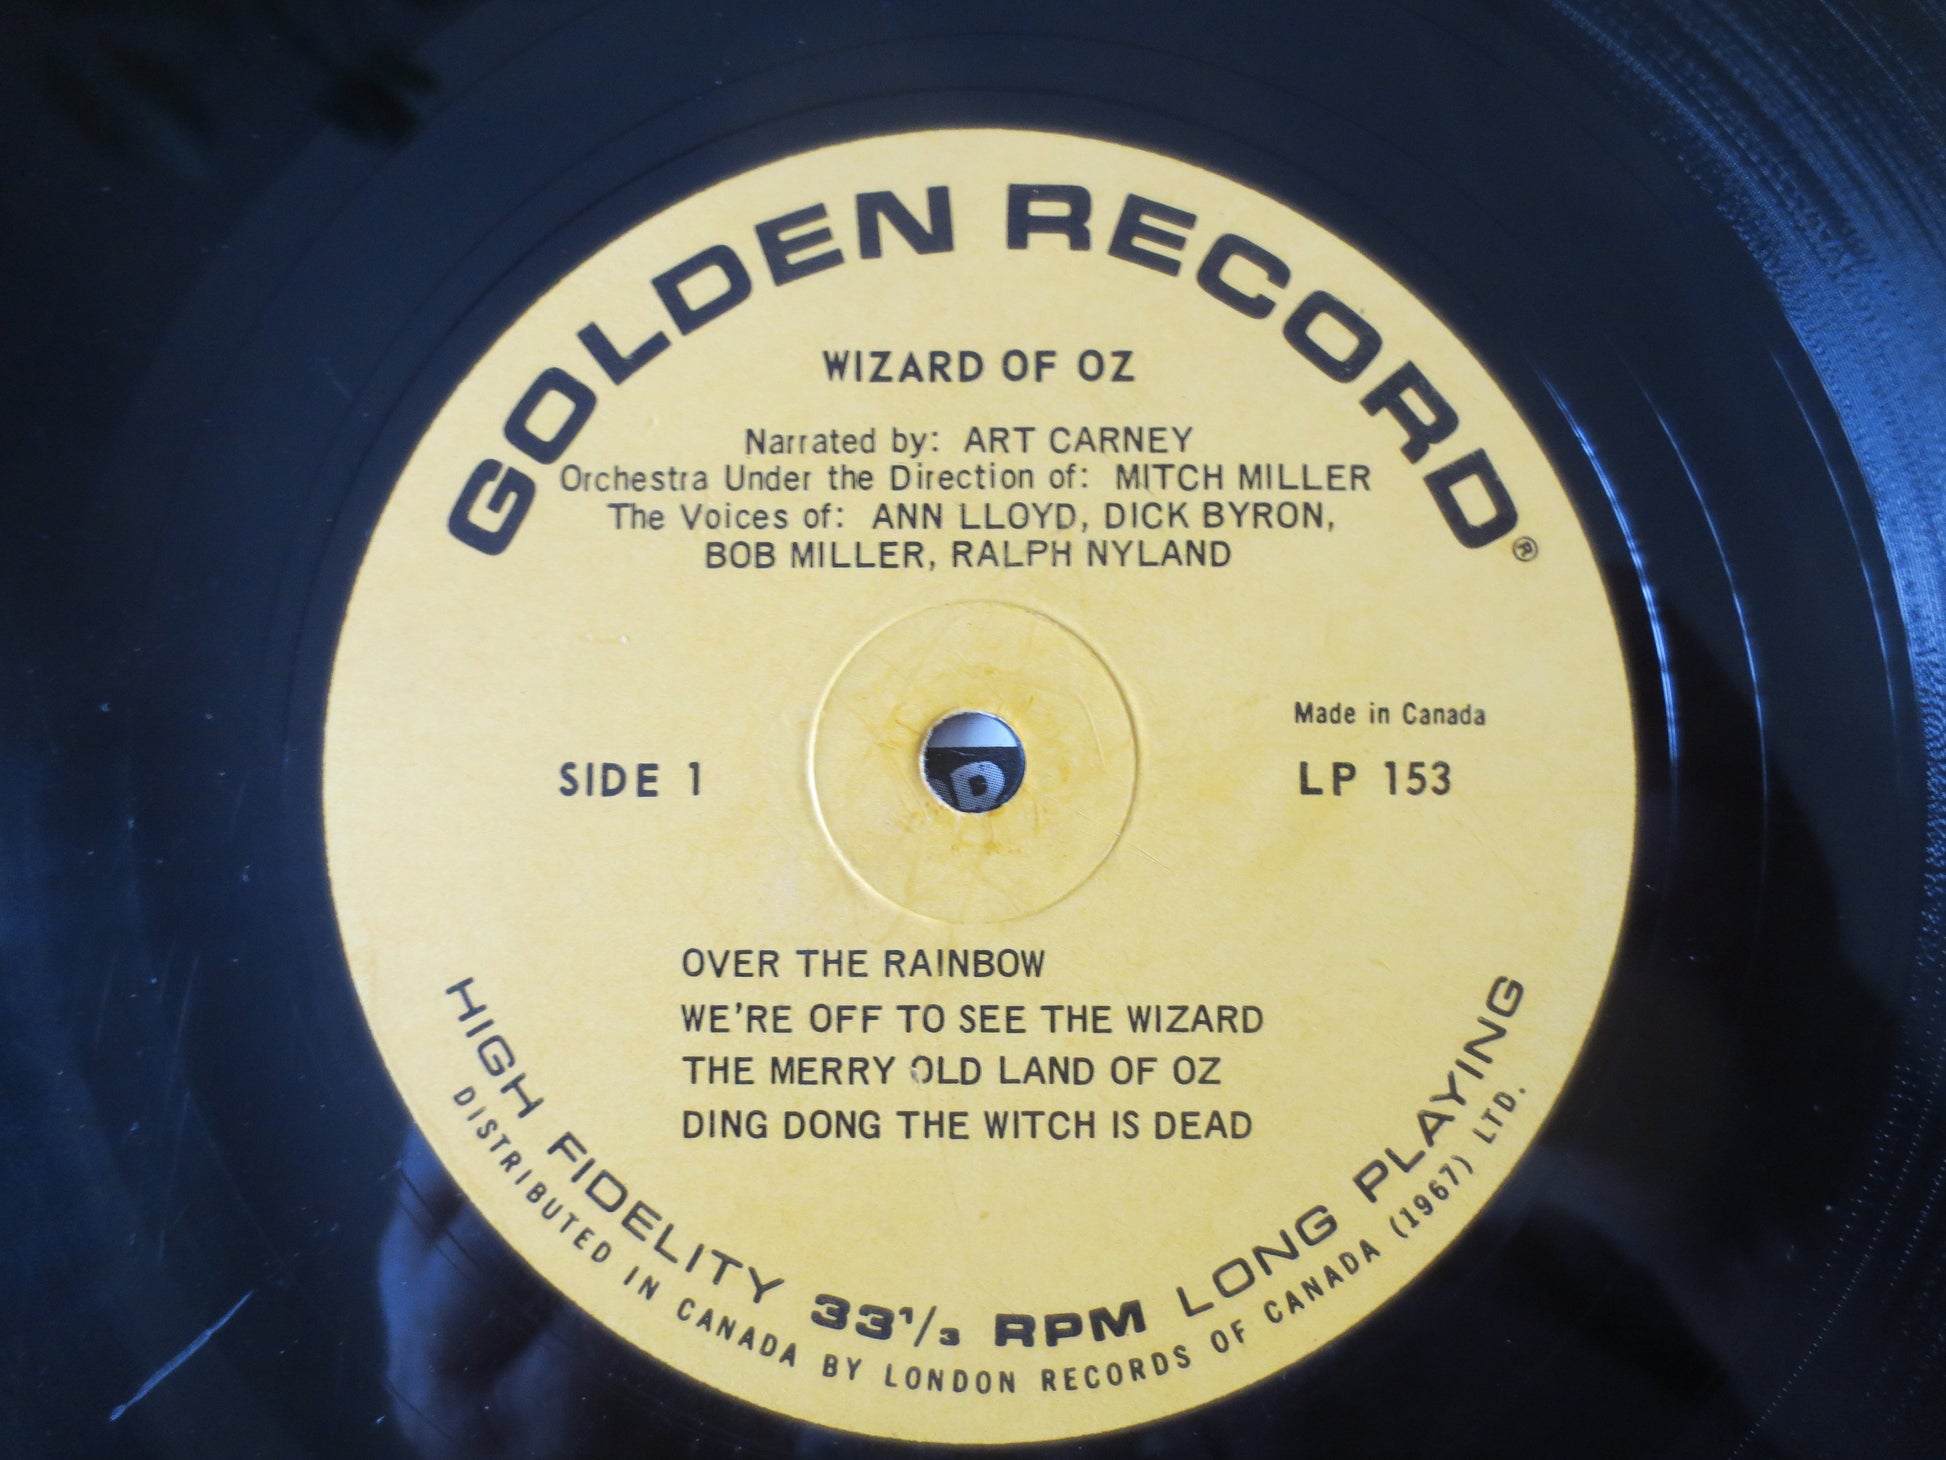 GOLDEN RECORD®
WIZARD OF OZ
Narrated by: ART CARNEY
Orchestra Under the Direction of: MITCH MILLER
The Voices of: ANN LLOYD, DICK BYRON,
BOB MILLER, RALPH NYLAND
Made in Canada
SIDE 1
LP 153
OVER THE RAINBOW
WE'RE OFF TO SEE THE WIZARD
THE MERRY OLD LAND OF OZ
DING DONG THE WITCH IS DEAD
HIGH FIDELITY 33 1/3 RPM LONG PLAYING
DISTRIBUTED IN CANADA BY LONDON RECORDS OF CANADA (1967) LTD.